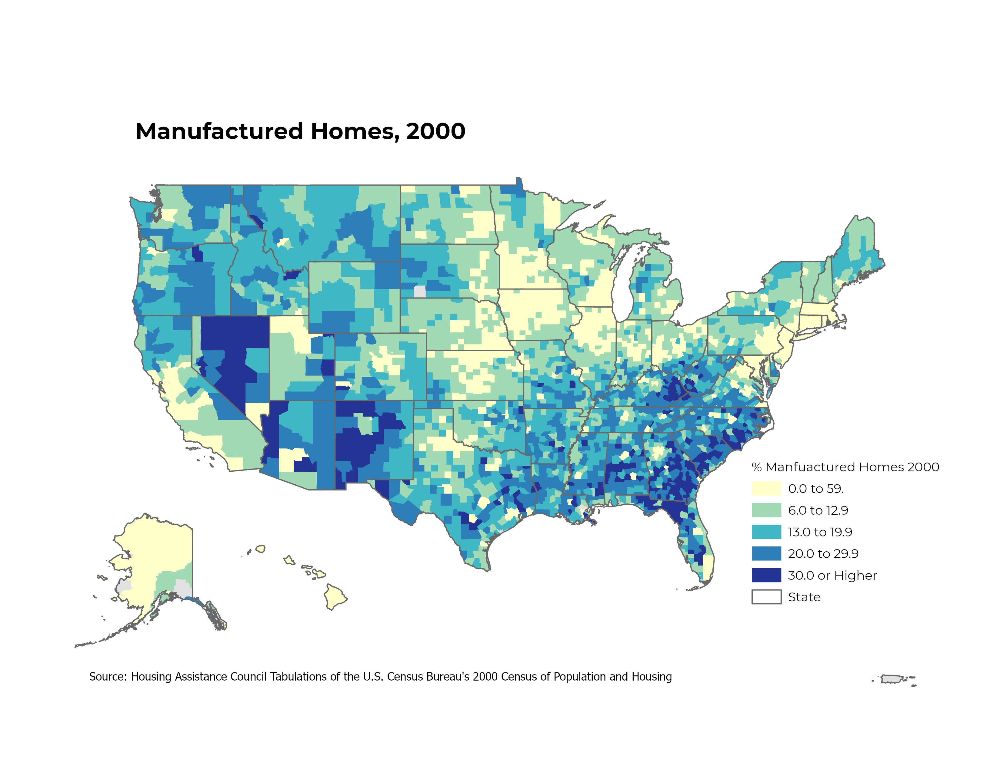 Manufactured Homes, 2000
% Manfuactured Homes 2000
0.0 to 59.
6.0 to 12.9
13.0 to 19.9
20.0 to 29.9
30.0 or Higher
State
Source: Housing Assistance Council Tabulations of the U.S. Census Bureau's 2000 Census of Population and Housing